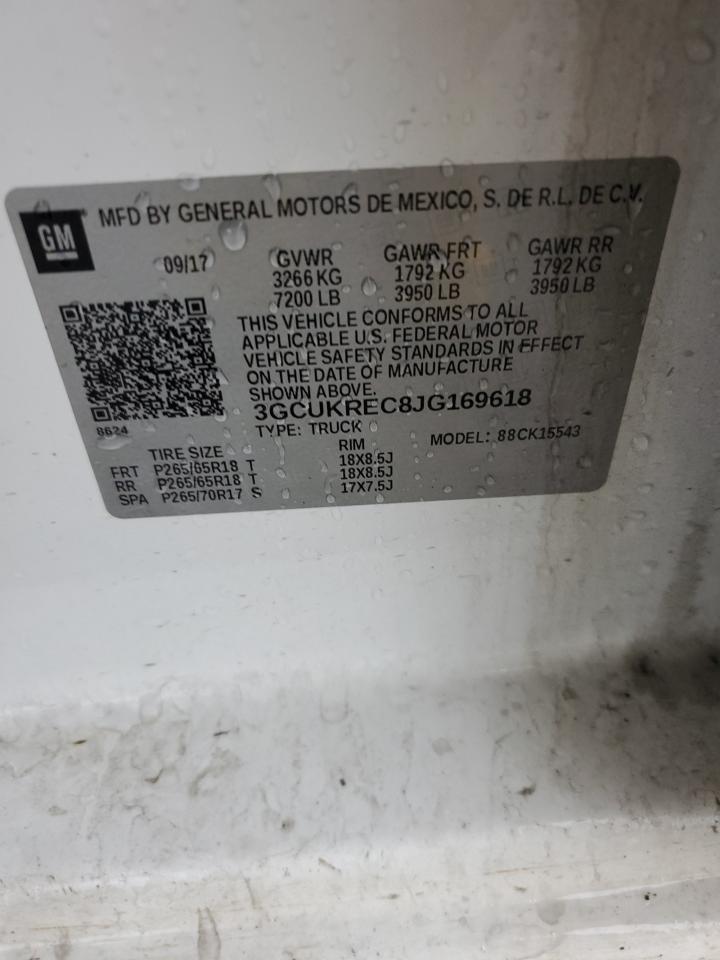 GM
MFD BY GENERAL MOTORS DE MEXICO, S. DE R.L. DE C.V.
09/17 GVWR GAWR FRT GAWR RR
3266 KG 1792 KG 1792 KG
7200 LB 3950 LB 3950 LB
THIS VEHICLE CONFORMS TO ALL
APPLICABLE U.S. FEDERAL MOTOR
VEHICLE SAFETY STANDARDS IN EFFECT
ON THE DATE OF MANUFACTURE
SHOWN ABOVE.
3GCUKREC8JG169618
8624
TYPE: TRUCK MODEL: 88CK15543
TIRE SIZE RIM
FRT P265/65R18 T 18X8.5J
RR P265/65R18 T 18X8.5J
SPA P265/70R17 S 17X7.5J